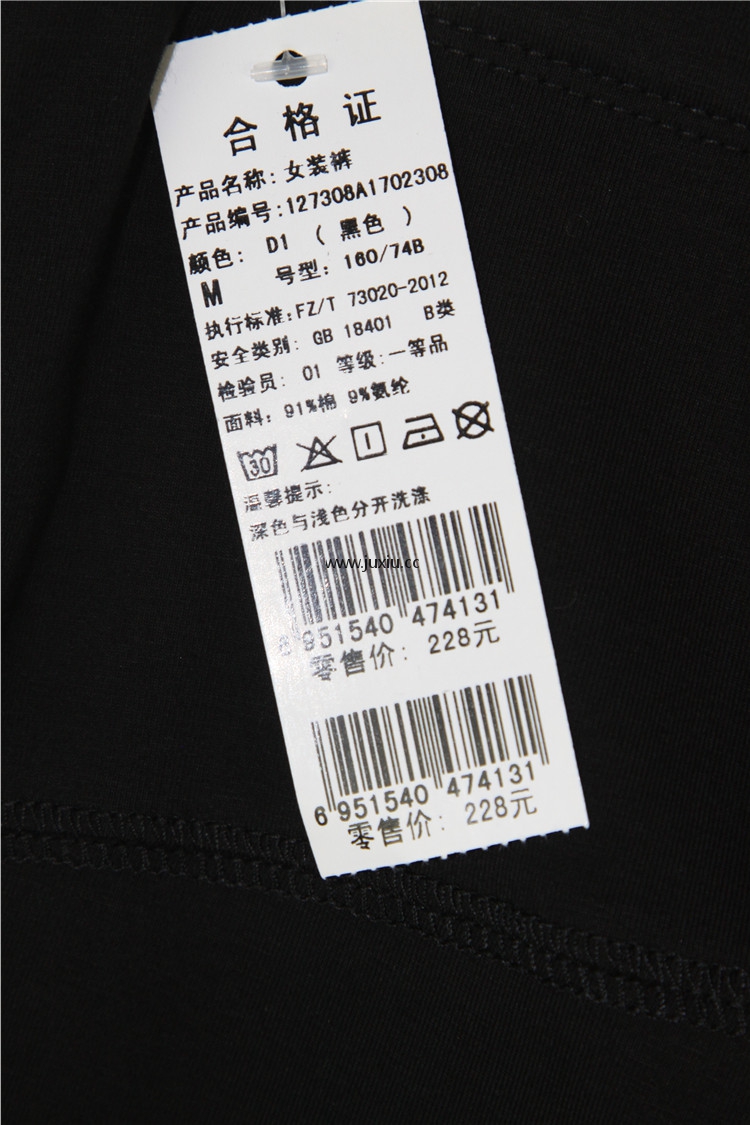 合格证
产品名称: 女装裤
产品编号:127308A1702308
颜色: D1 ( 黑色 )
M 号型: 160/74B
执行标准:FZ/T 73020-2012
安全类别: GB 18401 B类
检验员: 01 等级:一等品
面料: 91%棉 9%氨纶
30
温馨提示:
深色与浅色分开洗涤
www.juxiu.cc
6 951540 474131
零售价: 228元
6 951540 474131
零售价: 228元